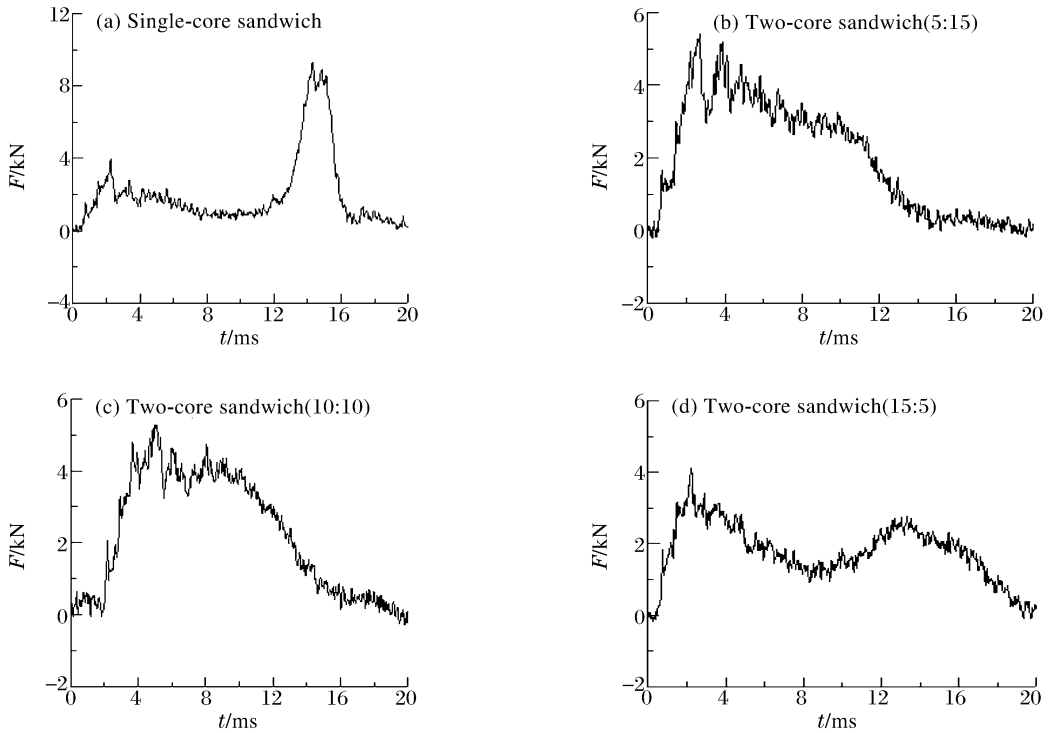 (a) Single-core sandwich
12
8
4
0
−4
F/kN
0 4 8 12 16 20
t/ms
(b) Two-core sandwich(5:15)
6
4
2
0
−2
F/kN
0 4 8 12 16 20
t/ms
(c) Two-core sandwich(10:10)
6
4
2
0
−2
F/kN
0 4 8 12 16 20
t/ms
(d) Two-core sandwich(15:5)
6
4
2
0
−2
F/kN
0 4 8 12 16 20
t/ms